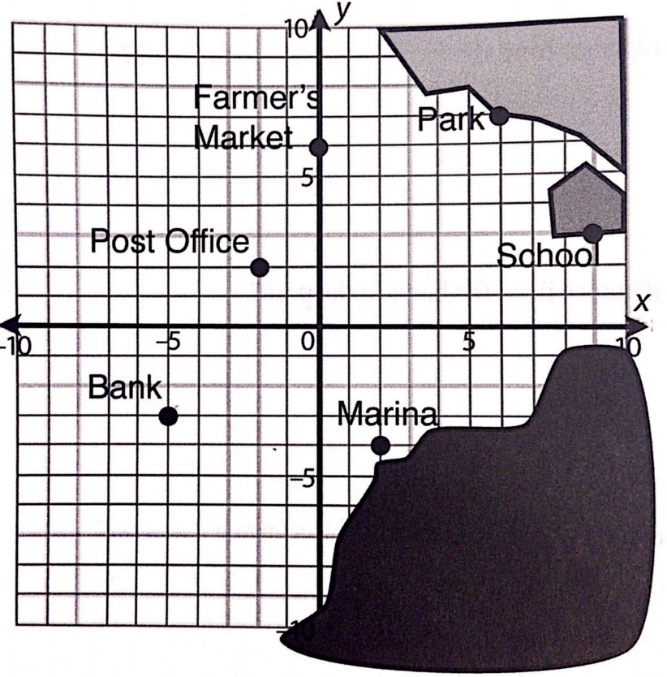 y
10
Farmer's
Market
Park
5
Post Office
School
x
-10
-5
0
5
10
Bank
Marina
-5
-10